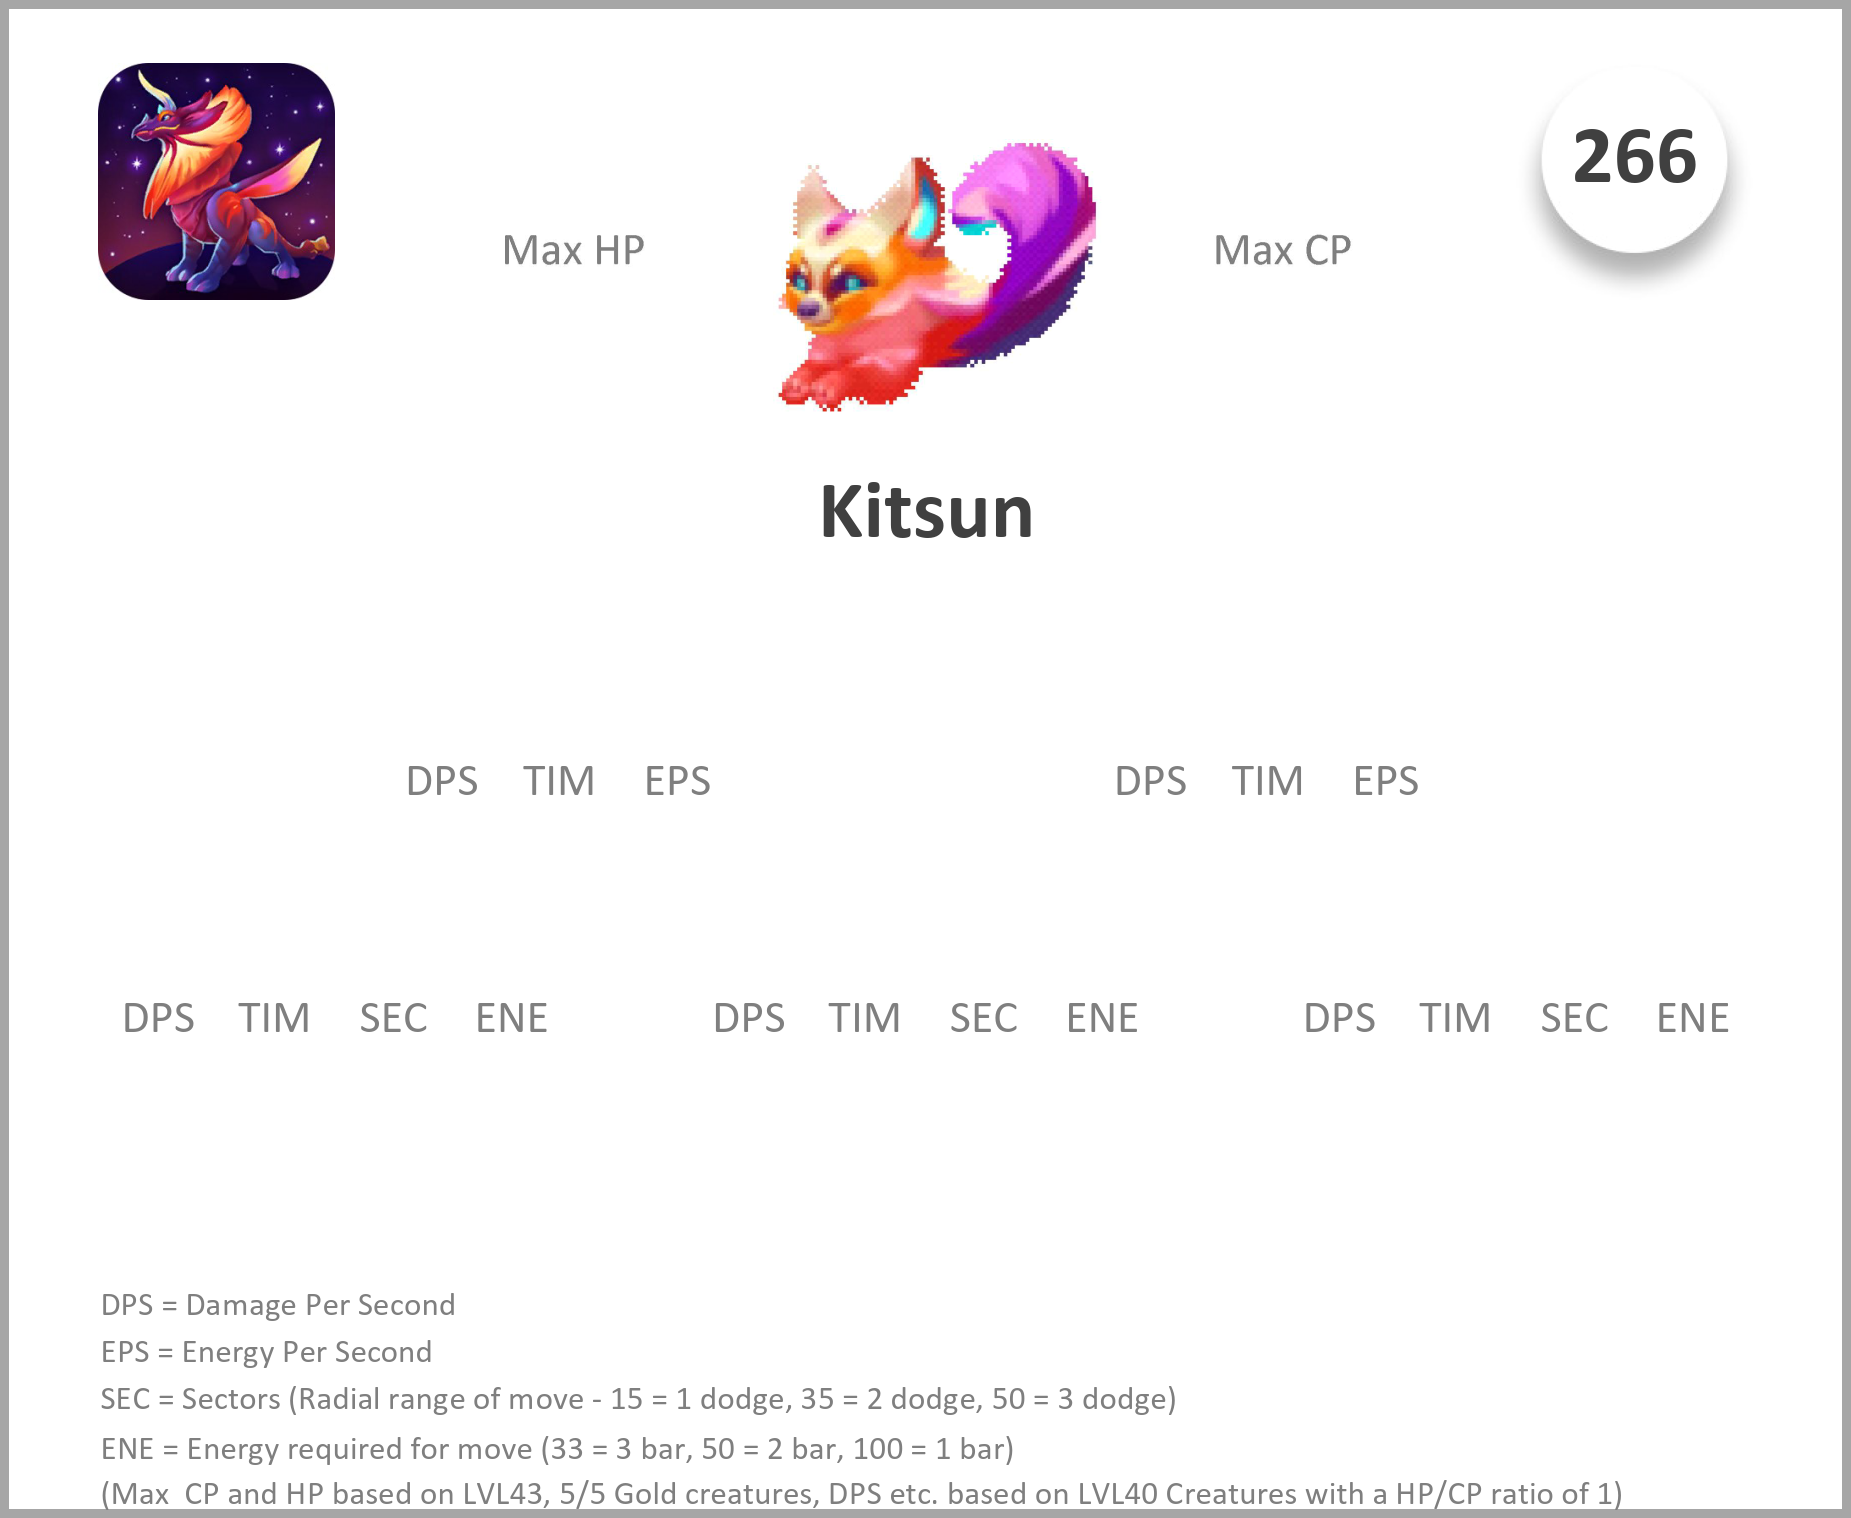 266
Max HP
Max CP
Kitsun
DPS TIM EPS DPS TIM EPS
DPS TIM SEC ENE DPS TIM SEC ENE DPS TIM SEC ENE
DPS = Damage Per Second
EPS = Energy Per Second
SEC = Sectors (Radial range of move - 15 = 1 dodge, 35 = 2 dodge, 50 = 3 dodge)
ENE = Energy required for move (33 = 3 bar, 50 = 2 bar, 100 = 1 bar)
(Max  CP and HP based on LVL43, 5/5 Gold creatures, DPS etc. based on LVL40 Creatures with a HP/CP ratio of 1)